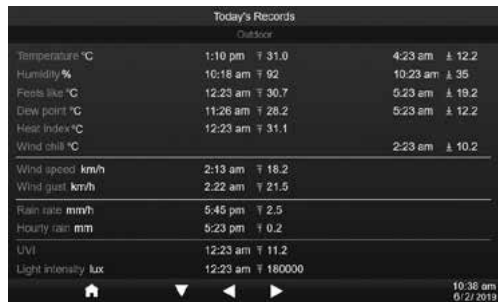 Today's Records
Outdoor
Temperature °C 1:10 pm 31.0 4:23 am 12.2
Humidity % 10:18 am 92 10:23 am 35
Feels like °C 12:23 am 30.7 5:23 am 19.2
Dew point °C 11:26 am 28.2 5:23 am 12.2
Heat index °C 12:23 am 31.1
Wind chill °C 2:23 am 10.2
Wind speed km/h 2:13 am 18.2
Wind gust km/h 2:22 am 21.5
Rain rate mm/h 5:45 pm 2.5
Hourly rain mm 5:23 pm 0.2
UVI 12:23 am 11.2
Light intensity lux 12:23 am 180000
10:38 am
6/2/2019